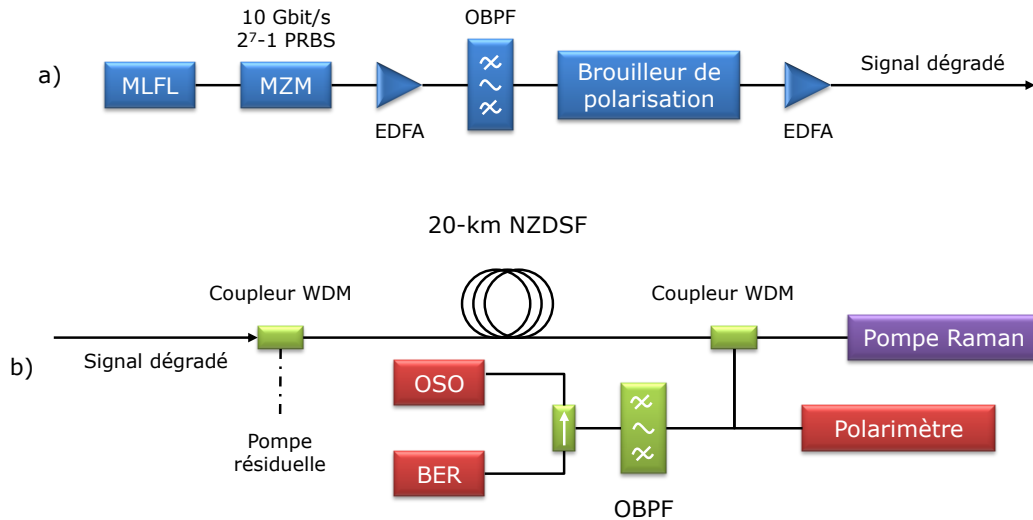 a)
10 Gbit/s
2⁷-1 PRBS
OBPF
MLFL
MZM
EDFA
Brouilleur de
polarisation
EDFA
Signal dégradé
20-km NZDSF
Coupleur WDM
Coupleur WDM
b)
Signal dégradé
Pompe Raman
OSO
Pompe
résiduelle
Polarimètre
BER
OBPF